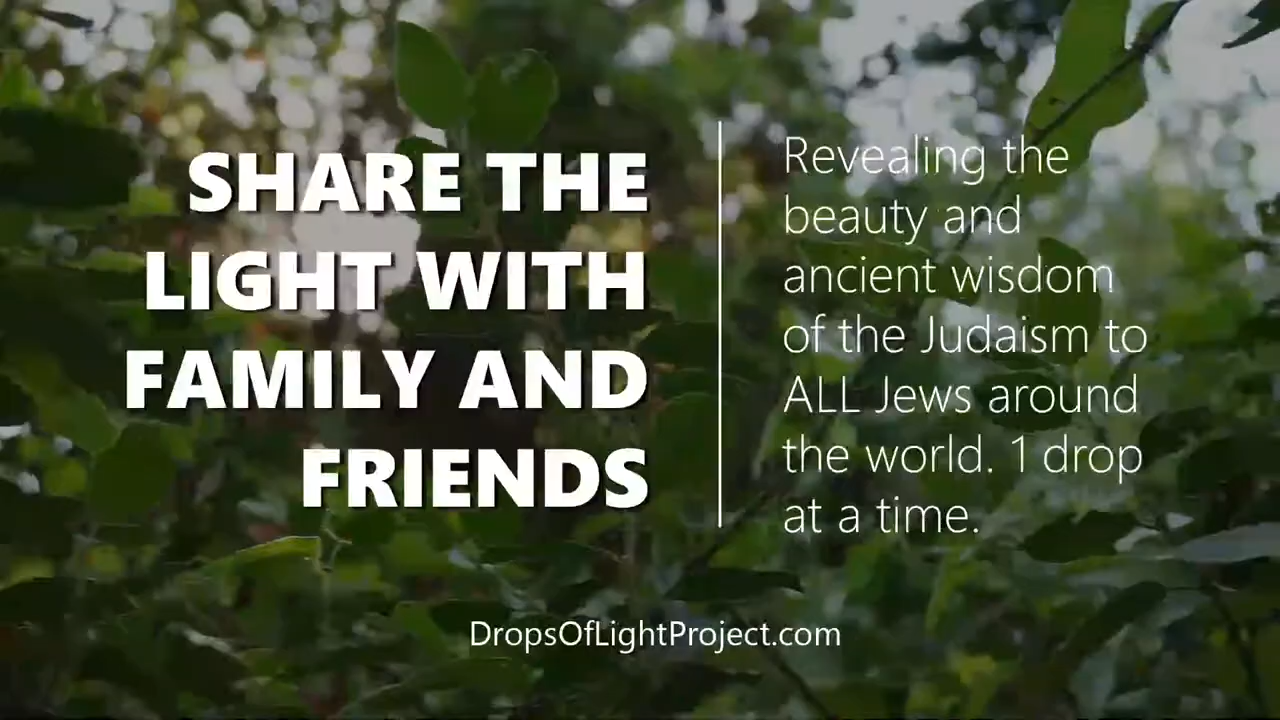 SHARE THE
LIGHT WITH
FAMILY AND
FRIENDS
Revealing the
beauty and
ancient wisdom
of the Judaism to
ALL Jews around
the world. 1 drop
at a time.
DropsOfLightProject.com